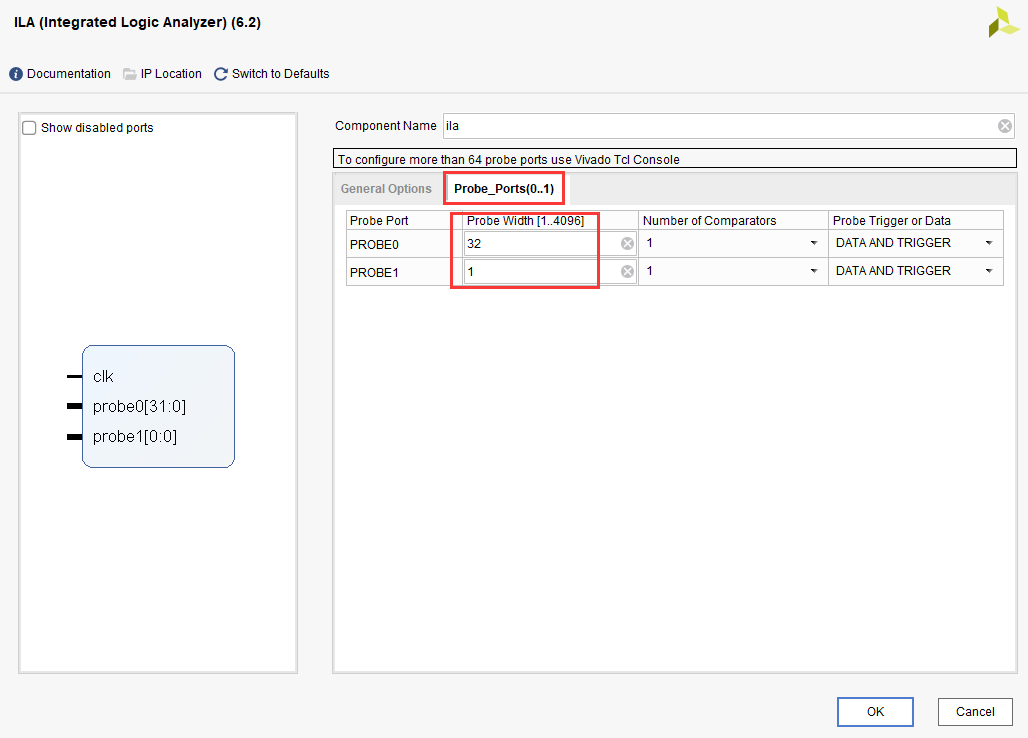 ILA (Integrated Logic Analyzer) (6.2)
Documentation IP Location Switch to Defaults
Show disabled ports
clk
probe0[31:0]
probe1[0:0]
Component Name ila
To configure more than 64 probe ports use Vivado Tcl Console
General Options Probe_Ports(0..1)
Probe Port Probe Width [1..4096] Number of Comparators Probe Trigger or Data
PROBE0 32 1 DATA AND TRIGGER
PROBE1 1 1 DATA AND TRIGGER
OK Cancel